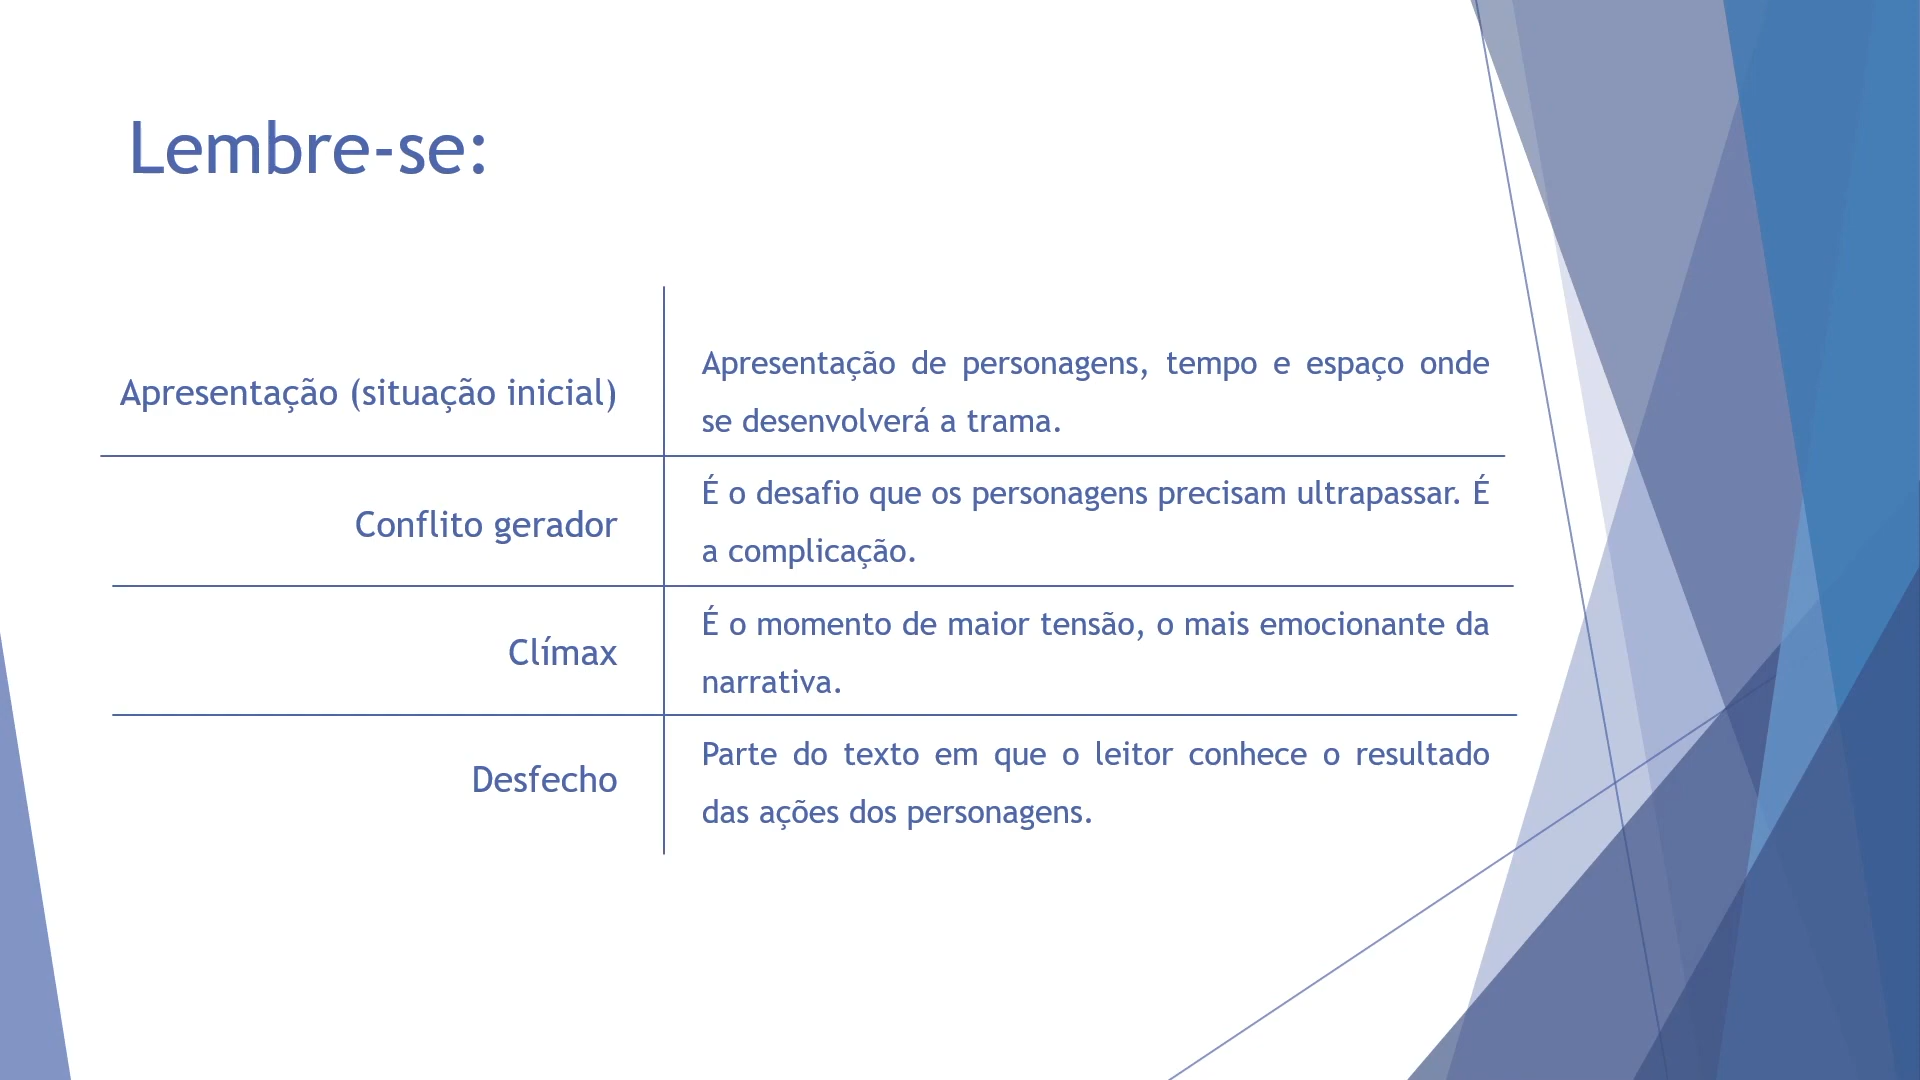 Lembre-se:
Apresentação (situação inicial)
Apresentação de personagens, tempo e espaço onde
se desenvolverá a trama.
Conflito gerador
É o desafio que os personagens precisam ultrapassar. É
a complicação.
Clímax
É o momento de maior tensão, o mais emocionante da
narrativa.
Desfecho
Parte do texto em que o leitor conhece o resultado
das ações dos personagens.